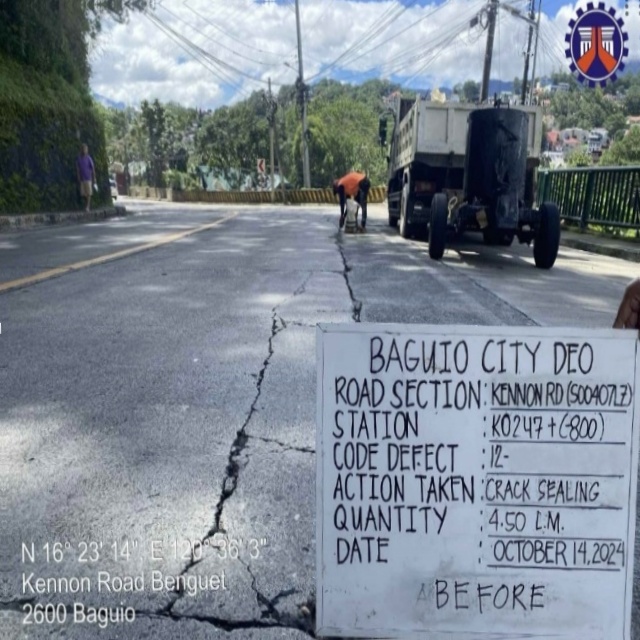 BAGUIO CITY DEO
ROAD SECTION: KENNON RD (S00407LZ)
STATION : K0247+(-800)
CODE DEFECT : 12-
ACTION TAKEN: CRACK SEALING
QUANTITY : 4.50 L.M.
DATE : OCTOBER 14, 2024
BEFORE
N 16° 23' 14" E 120° 36' 3"
Kennon Road Benguet
2600 Baguio